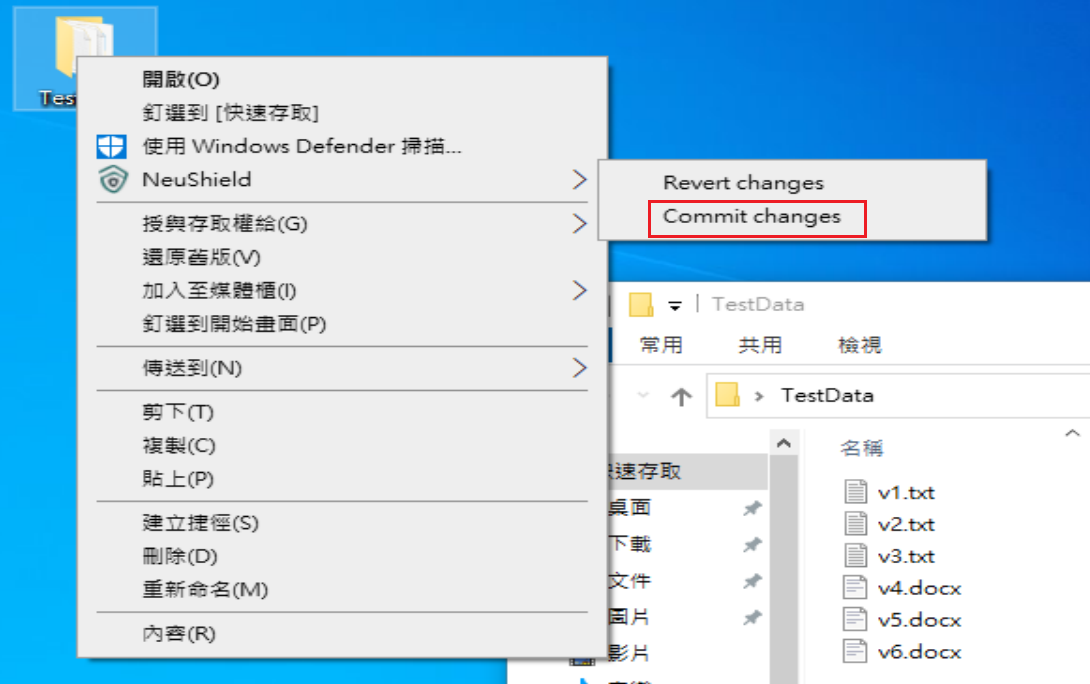 Tes
開啟(O)
釘選到 [快速存取]
使用 Windows Defender 掃描...
NeuShield
授與存取權給(G)
還原舊版(V)
加入至媒體櫃(I)
釘選到開始畫面(P)
傳送到(N)
剪下(T)
複製(C)
貼上(P)
建立捷徑(S)
刪除(D)
重新命名(M)
內容(R)
Revert changes
Commit changes
TestData
常用 共用 檢視
TestData
速存取
桌面
下載
文件
圖片
影片
名稱
v1.txt
v2.txt
v3.txt
v4.docx
v5.docx
v6.docx